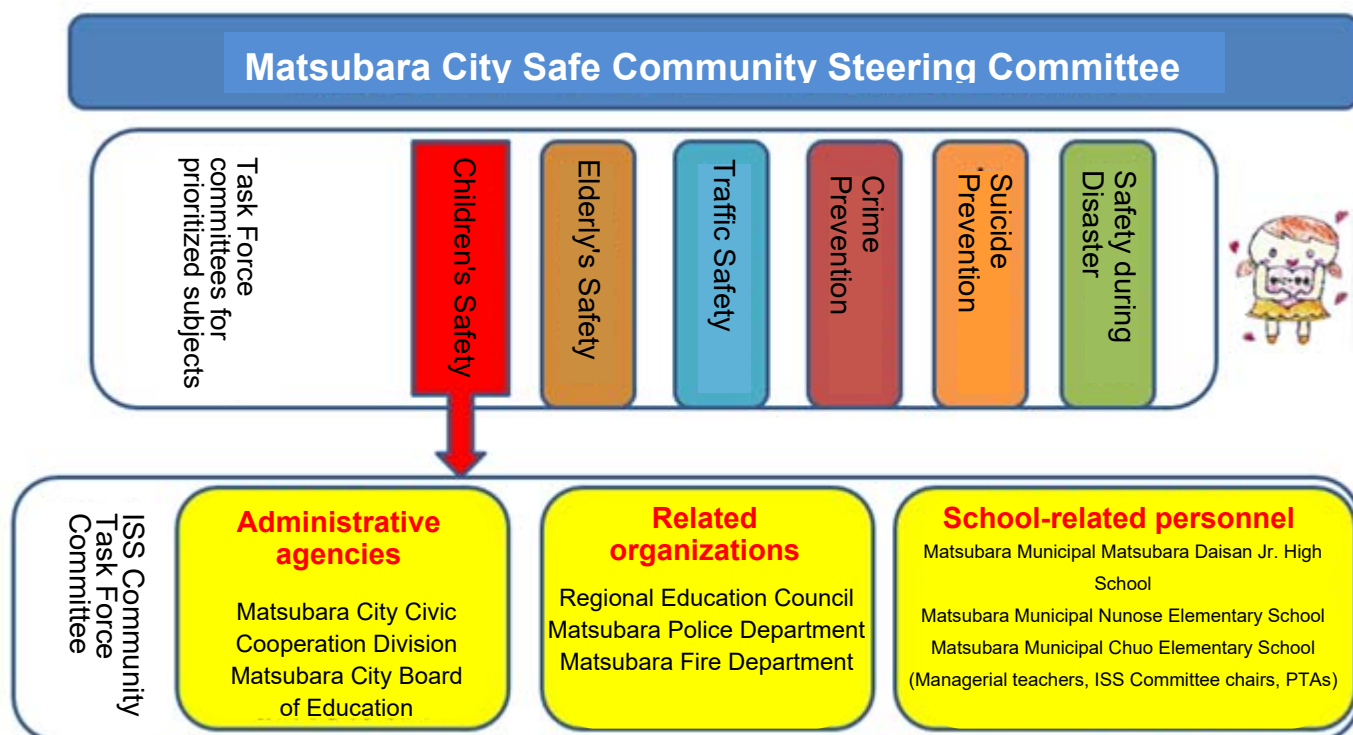 Matsubara City Safe Community Steering Committee
Task Force
committees for
prioritized subjects
Children's Safety
Elderly's Safety
Traffic Safety
Crime
Prevention
Suicide
Prevention
Safety during
Disaster
ISS Community
Task Force
Committee
Administrative
agencies
Matsubara City Civic
Cooperation Division
Matsubara City Board
of Education
Related
organizations
Regional Education Council
Matsubara Police Department
Matsubara Fire Department
School-related personnel
Matsubara Municipal Matsubara Daisan Jr. High
School
Matsubara Municipal Nunose Elementary School
Matsubara Municipal Chuo Elementary School
(Managerial teachers, ISS Committee chairs, PTAs)